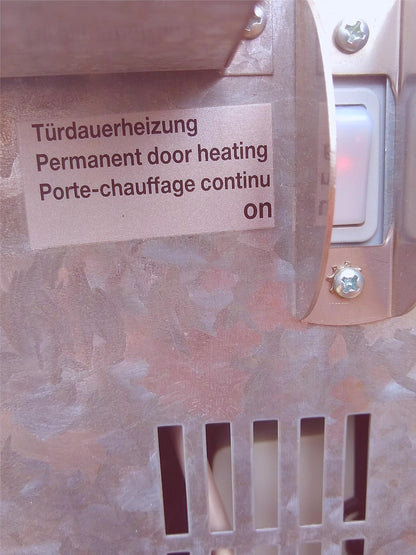 Türdauerheizung
Permanent door heating
Porte-chauffage continu
on